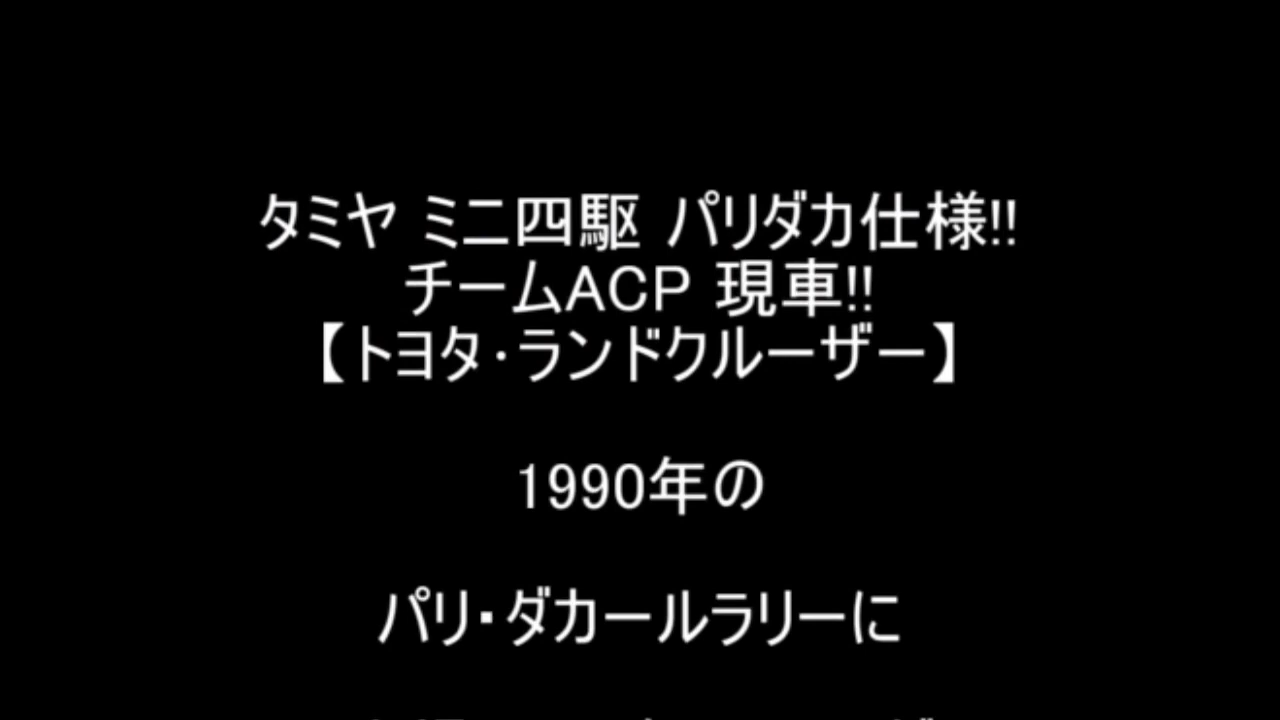 タミヤ ミニ四駆 パリダカ仕様!!
チームACP 現車!!
【トヨタ・ランドクルーザー】
1990年の
パリ・ダカールラリーに